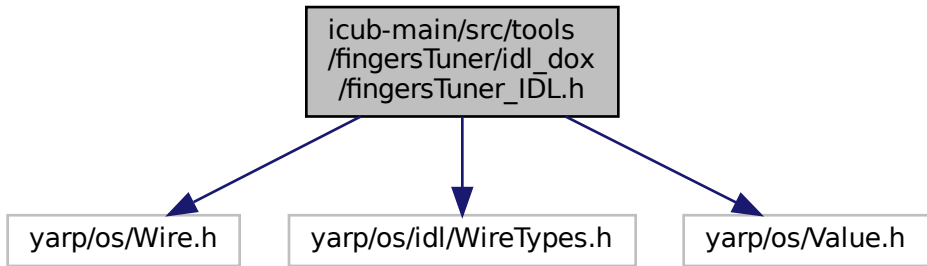 icub-main/src/tools
/fingersTuner/idl_dox
/fingersTuner_IDL.h
yarp/os/Wire.h
yarp/os/idl/WireTypes.h
yarp/os/Value.h